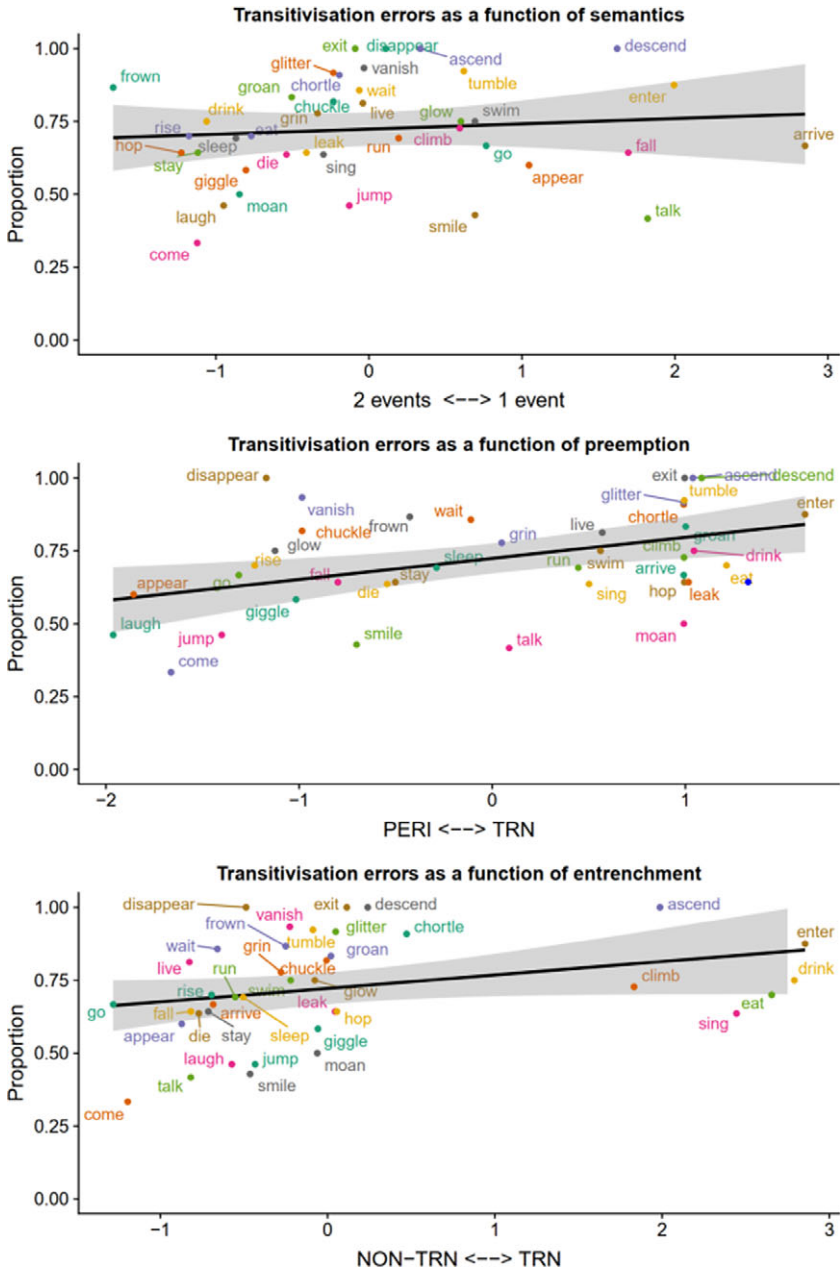 Transitivisation errors as a function of semantics
1.00
0.75
0.50
0.25
0.00
Proportion
exit disappear
glitter ascend descend
frown vanish
chortle tumble
groan wait enter
drink chuckle live
grin glow swim
rise eat arrive
hop sleep leak run climb fall
stay die sing go
giggle appear
laugh moan jump
smile talk
come
−1 0 1 2 3
2 events <−−> 1 event
Transitivisation errors as a function of preemption
1.00
0.75
0.50
0.25
0.00
Proportion
disappear exit ascend descend
glitter tumble
vanish enter
frown wait chortle
chuckle grin live groan
glow climb drink
rise sleep run swim
go fall stay arrive eat
appear die sing hop leak
giggle
laugh
jump smile talk moan
come
−2 −1 0 1
PERI <−−> TRN
Transitivisation errors as a function of entrenchment
1.00
0.75
0.50
0.25
0.00
Proportion
disappear exit descend ascend
vanish
frown glitter chortle
wait tumble enter
grin groan
live run chuckle climb drink
rise swim glow
go leak eat
fall arrive hop sing
appear die stay sleep
giggle
laugh jump moan
talk smile
come
−1 0 1 2 3
NON−TRN <−−> TRN